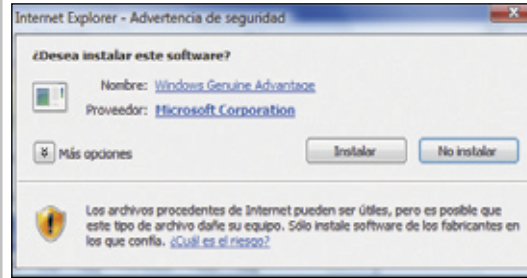 Internet Explorer - Advertencia de seguridad
¿Desea instalar este software?
Nombre: Windows Genuine Advantage
Proveedor: Microsoft Corporation
Más opciones
Instalar
No instalar
Los archivos procedentes de Internet pueden ser útiles, pero es posible que
este tipo de archivo dañe su equipo. Sólo instale software de los fabricantes en
los que confía. ¿Cuál es el riesgo?